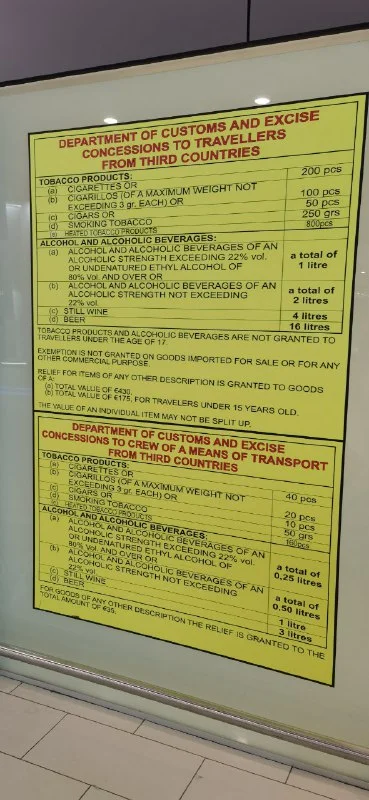 DEPARTMENT OF CUSTOMS AND EXCISE
CONCESSIONS TO TRAVELLERS
FROM THIRD COUNTRIES
TOBACCO PRODUCTS:
(a) CIGARETTES OR 200 pcs
(b) CIGARILLOS (OF A MAXIMUM WEIGHT NOT
EXCEEDING 3 gr. EACH) OR 100 pcs
(c) CIGARS OR 50 pcs
(d) SMOKING TOBACCO 250 grs
(e) HEATED TOBACCO PRODUCTS 800pcs
ALCOHOL AND ALCOHOLIC BEVERAGES:
(a) ALCOHOL AND ALCOHOLIC BEVERAGES OF AN
ALCOHOLIC STRENGTH EXCEEDING 22% vol.
OR UNDENATURED ETHYL ALCOHOL OF
80% Vol. AND OVER OR
a total of
1 litre
(b) ALCOHOL AND ALCOHOLIC BEVERAGES OF AN
ALCOHOLIC STRENGTH NOT EXCEEDING
22% vol.
a total of
2 litres
(c) STILL WINE 4 litres
(d) BEER 16 litres
TOBACCO PRODUCTS AND ALCOHOLIC BEVERAGES ARE NOT GRANTED TO
TRAVELLERS UNDER THE AGE OF 17.
EXEMPTION IS NOT GRANTED ON GOODS IMPORTED FOR SALE OR FOR ANY
OTHER COMMERCIAL PURPOSE.
RELIEF FOR ITEMS OF ANY OTHER DESCRIPTION IS GRANTED TO GOODS
OF A:
(a) TOTAL VALUE OF €430.
(b) TOTAL VALUE OF €175, FOR TRAVELERS UNDER 15 YEARS OLD.
THE VALUE OF AN INDIVIDUAL ITEM MAY NOT BE SPLIT UP.
DEPARTMENT OF CUSTOMS AND EXCISE
CONCESSIONS TO CREW OF A MEANS OF TRANSPORT
FROM THIRD COUNTRIES
TOBACCO PRODUCTS:
(a) CIGARETTES OR 40 pcs
(b) CIGARILLOS (OF A MAXIMUM WEIGHT NOT
EXCEEDING 3 gr. EACH) OR 20 pcs
(c) CIGARS OR 10 pcs
(d) SMOKING TOBACCO 50 grs
HEATED TOBACCO PRODUCTS
ALCOHOL AND ALCOHOLIC BEVERAGES:
(a) ALCOHOL AND ALCOHOLIC BEVERAGES OF AN
ALCOHOLIC STRENGTH EXCEEDING 22% vol.
OR UNDENATURED ETHYL ALCOHOL OF
80% Vol. AND OVER OR
a total of
0.25 litres
(b) ALCOHOL AND ALCOHOLIC BEVERAGES OF AN
ALCOHOLIC STRENGTH NOT EXCEEDING
22% vol.
a total of
0.50 litres
(c) STILL WINE 1 litre
(d) BEER 3 litres
FOR GOODS OF ANY OTHER DESCRIPTION THE RELIEF IS GRANTED TO THE
TOTAL AMOUNT OF €35.